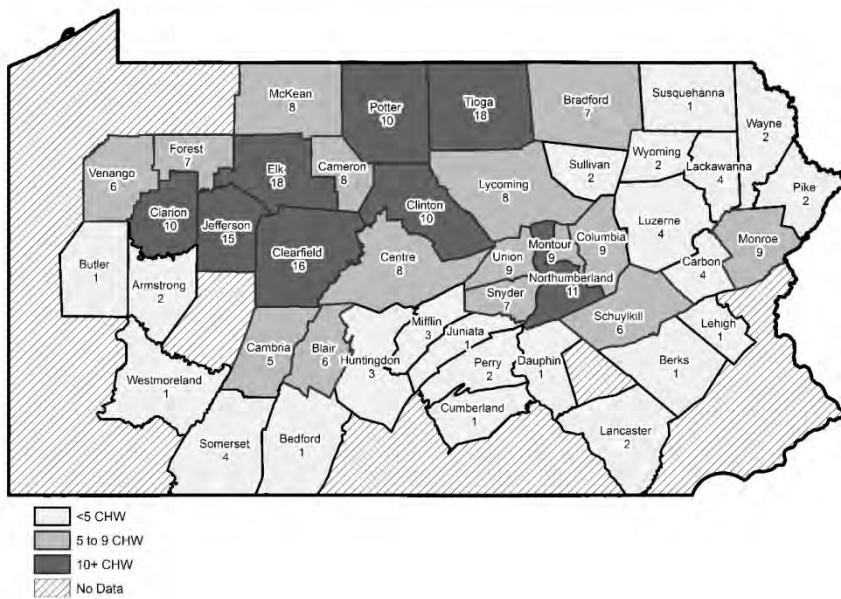 McKean
8
Potter
10
Tioga
18
Bradford
7
Susquehanna
1
Wayne
2
Venango
6
Forest
7
Elk
18
Cameron
8
Clinton
10
Lycoming
8
Sullivan
2
Wyoming
2
Lackawanna
4
Pike
2
Clarion
10
Jefferson
15
Clearfield
16
Centre
8
Union
9
Montour
9
Columbia
9
Luzerne
4
Carbon
4
Monroe
9
Butler
1
Armstrong
2
Snyder
7
Northumberland
11
Schuylkill
6
Lehigh
1
Westmoreland
1
Cambria
5
Blair
6
Huntingdon
3
Mifflin
3
Juniata
1
Perry
2
Dauphin
1
Berks
1
Somerset
4
Bedford
1
Cumberland
1
Lancaster
2
<5 CHW
5 to 9 CHW
10+ CHW
No Data